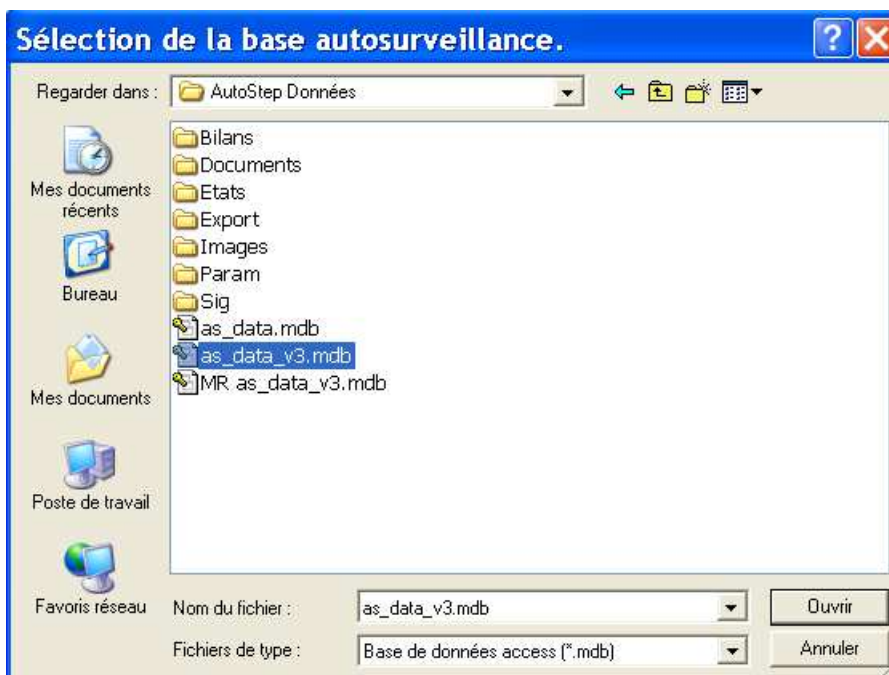 Sélection de la base autosurveillance.
Regarder dans :
AutoStep Données
Mes documents
récents
Bureau
Mes documents
Poste de travail
Favoris réseau
Bilans
Documents
Etats
Export
Images
Param
Sig
as_data.mdb
as_data_v3.mdb
MR as_data_v3.mdb
Nom du fichier :
as_data_v3.mdb
Ouvrir
Fichiers de type :
Base de données access (*.mdb)
Annuler